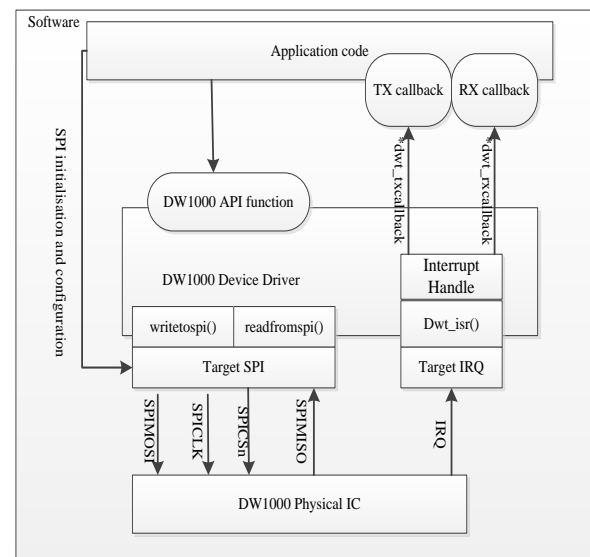 Software
Application code
TX callback
RX callback
SPI initialisation and configuration
*dwt_txcallback
*dwt_rxcallback
DW1000 API function
DW1000 Device Driver
Interrupt
Handle
writetospi()
readfromspi()
Dwt_isr()
Target SPI
Target IRQ
SPIMOSI
SPICLK
SPICSn
SPIMISO
IRQ
DW1000 Physical IC